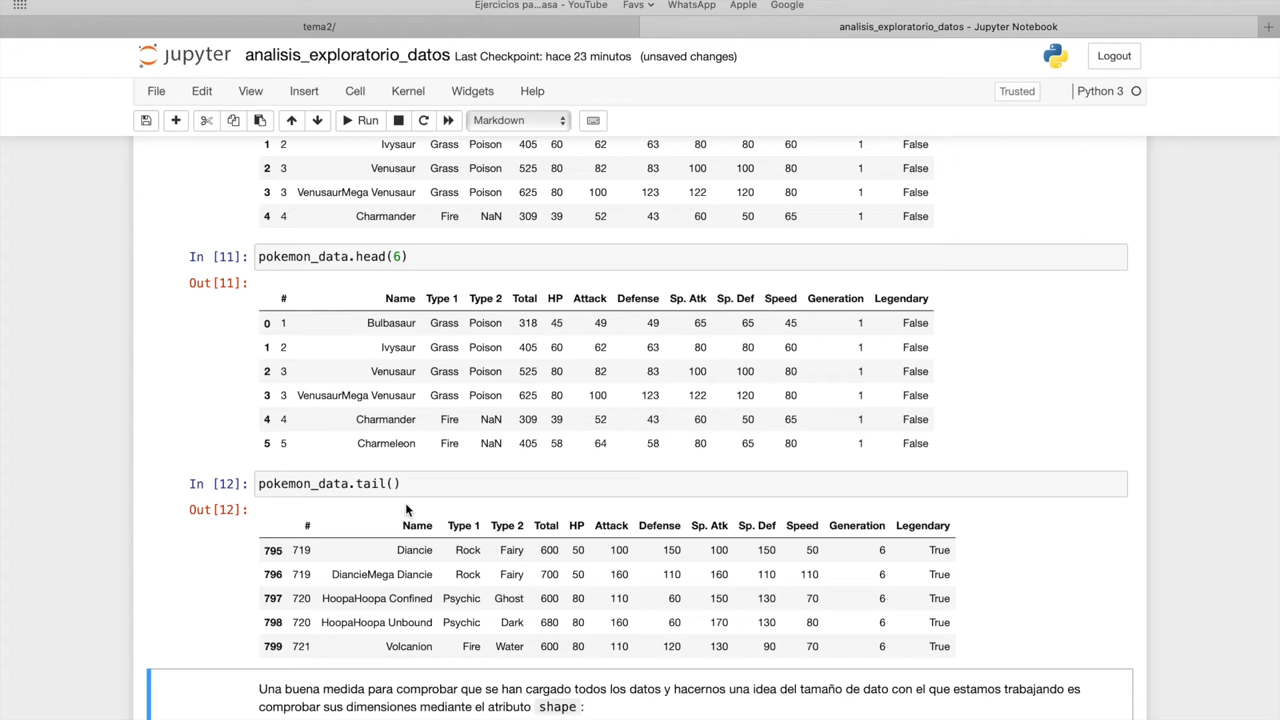 Ejercicios pa...asa - YouTube Favs WhatsApp Apple Google
tema2/ analisis_exploratorio_datos - Jupyter Notebook
jupyter analisis_exploratorio_datos Last Checkpoint: hace 23 minutos (unsaved changes) Logout
File Edit View Insert Cell Kernel Widgets Help Trusted Python 3
Run Markdown
1 2 Ivysaur Grass Poison 405 60 62 63 80 80 60 1 False
2 3 Venusaur Grass Poison 525 80 82 83 100 100 80 1 False
3 3 VenusaurMega Venusaur Grass Poison 625 80 100 123 122 120 80 1 False
4 4 Charmander Fire NaN 309 39 52 43 60 50 65 1 False
In [11]: pokemon_data.head(6)
Out[11]:
# Name Type 1 Type 2 Total HP Attack Defense Sp. Atk Sp. Def Speed Generation Legendary
0 1 Bulbasaur Grass Poison 318 45 49 49 65 65 45 1 False
1 2 Ivysaur Grass Poison 405 60 62 63 80 80 60 1 False
2 3 Venusaur Grass Poison 525 80 82 83 100 100 80 1 False
3 3 VenusaurMega Venusaur Grass Poison 625 80 100 123 122 120 80 1 False
4 4 Charmander Fire NaN 309 39 52 43 60 50 65 1 False
5 5 Charmeleon Fire NaN 405 58 64 58 80 65 80 1 False
In [12]: pokemon_data.tail()
Out[12]:
# Name Type 1 Type 2 Total HP Attack Defense Sp. Atk Sp. Def Speed Generation Legendary
795 719 Diancie Rock Fairy 600 50 100 150 100 150 50 6 True
796 719 DiancieMega Diancie Rock Fairy 700 50 160 110 160 110 110 6 True
797 720 HoopaHoopa Confined Psychic Ghost 600 80 110 60 150 130 70 6 True
798 720 HoopaHoopa Unbound Psychic Dark 680 80 160 60 170 130 80 6 True
799 721 Volcanion Fire Water 600 80 110 120 130 90 70 6 True
Una buena medida para comprobar que se han cargado todos los datos y hacernos una idea del tamaño de dato con el que estamos trabajando es
comprobar sus dimensiones mediante el atributo shape :